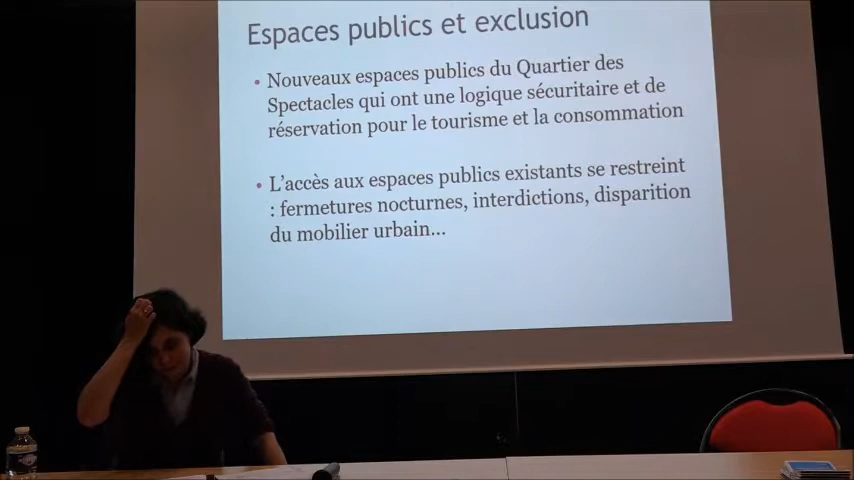 Espaces publics et exclusion
• Nouveaux espaces publics du Quartier des
Spectacles qui ont une logique sécuritaire et de
réservation pour le tourisme et la consommation
• L'accès aux espaces publics existants se restreint
: fermetures nocturnes, interdictions, disparition
du mobilier urbain...